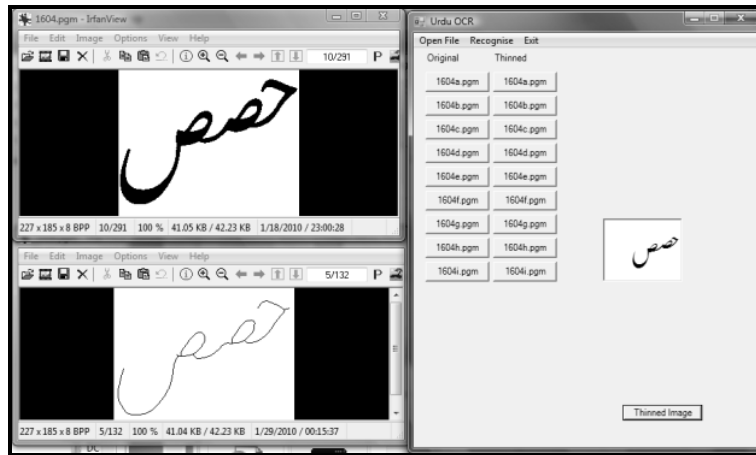 1604.pgm - IrfanView
File Edit Image Options View Help
10/291
حصص
227 x 185 x 8 BPP 10/291 100 % 41.05 KB / 42.23 KB 1/18/2010 / 23:00:28
File Edit Image Options View Help
5/132
حصص
227 x 185 x 8 BPP 5/132 100 % 41.04 KB / 42.23 KB 1/29/2010 / 00:15:37
DC
Urdu OCR
Open File Recognise Exit
Original Thinned
1604a.pgm 1604a.pgm
1604b.pgm 1604b.pgm
1604c.pgm 1604c.pgm
1604d.pgm 1604d.pgm
1604e.pgm 1604e.pgm
1604f.pgm 1604f.pgm
1604g.pgm 1604g.pgm
1604h.pgm 1604h.pgm
1604i.pgm 1604i.pgm
حصص
Thinned Image